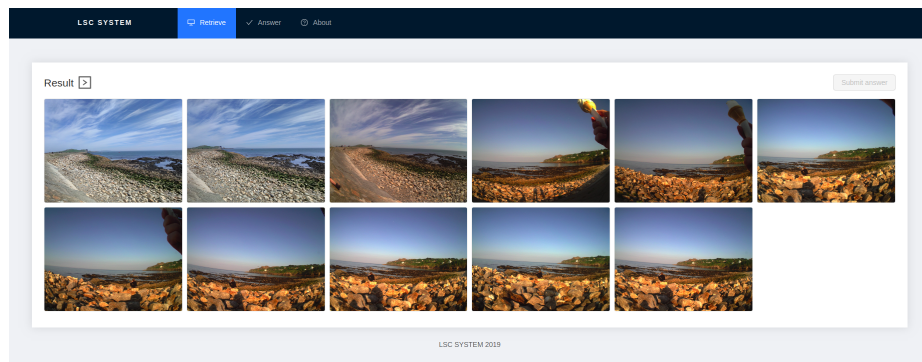 LSC SYSTEM
Retrieve
Answer
About
Result
Submit answer
LSC SYSTEM 2019